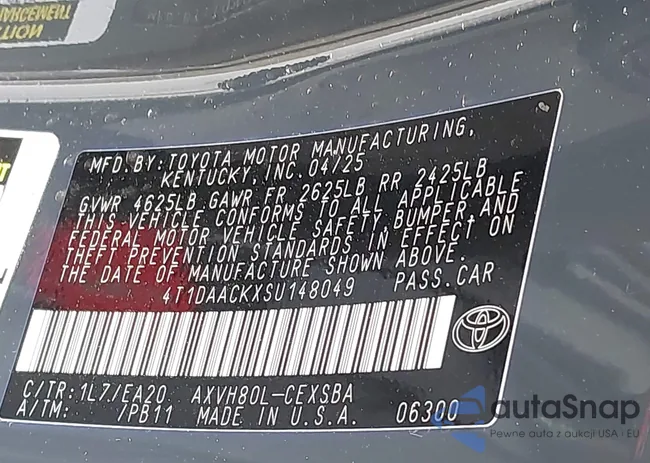 MFD. BY: TOYOTA MOTOR MANUFACTURING,
KENTUCKY, INC. 04/25
GVWR 4625LB GAWR FR 2625LB RR 2425LB
THIS VEHICLE CONFORMS TO ALL APPLICABLE
FEDERAL MOTOR VEHICLE SAFETY, BUMPER, AND
THEFT PREVENTION STANDARDS IN EFFECT ON
THE DATE OF MANUFACTURE SHOWN ABOVE.
4T1DAACKXSU148049 PASS. CAR
C/TR: 1L7/EA20 AXVH80L-CEXSBA
A/TM: /PB11 MADE IN U.S.A. 06300
autaSnap
Pewne auta z aukcji USA i EU